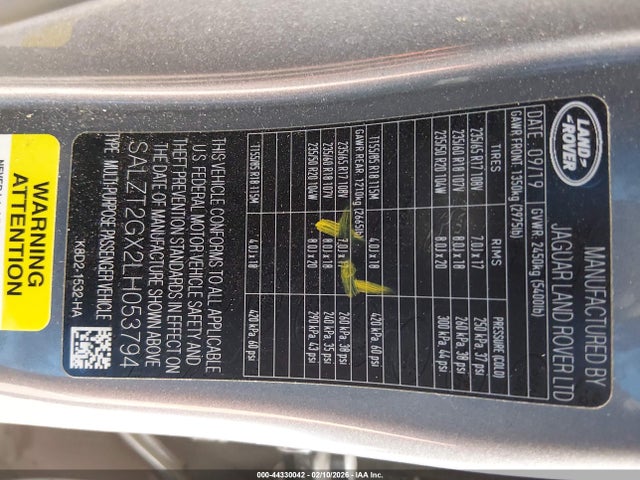 LAND
ROVER
MANUFACTURED BY
JAGUAR LAND ROVER LTD
DATE: 09/19 GVWR 2450kg (5400lb)
GAWR FRONT 1350kg (2975lb)
TIRES RIMS PRESSURE (COLD)
235/65 R17 108V 7.0J x 17 250 kPa, 37 psi
235/60 R18 107V 8.0J x 18 260 kPa, 38 psi
235/50 R20 104W 8.0J x 20 300 kPa, 44 psi
T155/85 R18 115M 4.0J x 18 420 kPa, 60 psi
GAWR REAR 1210kg (2665lb)
235/65 R17 108V 7.0J x 260 kPa, 38 psi
235/60 R18 107V 8.0J x 18 240 kPa, 35 psi
235/50 R20 104W 8.0J x 20 290 kPa, 43 psi
T155/85 R18 115M 4.0J x 18 420 kPa, 60 psi
THIS VEHICLE CONFORMS TO ALL APPLICABLE
U.S. FEDERAL MOTOR VEHICLE SAFETY AND
THEFT PREVENTION STANDARDS IN EFFECT ON
THE DATE OF MANUFACTURE SHOWN ABOVE
SALZT2GX2LH053794
TYPE: MULTI-PURPOSE PASSENGER VEHICLE
K8D2-1532-HA
WARNING
ATTENTION
000-44330042 - 02/10/2026 - IAAI.com